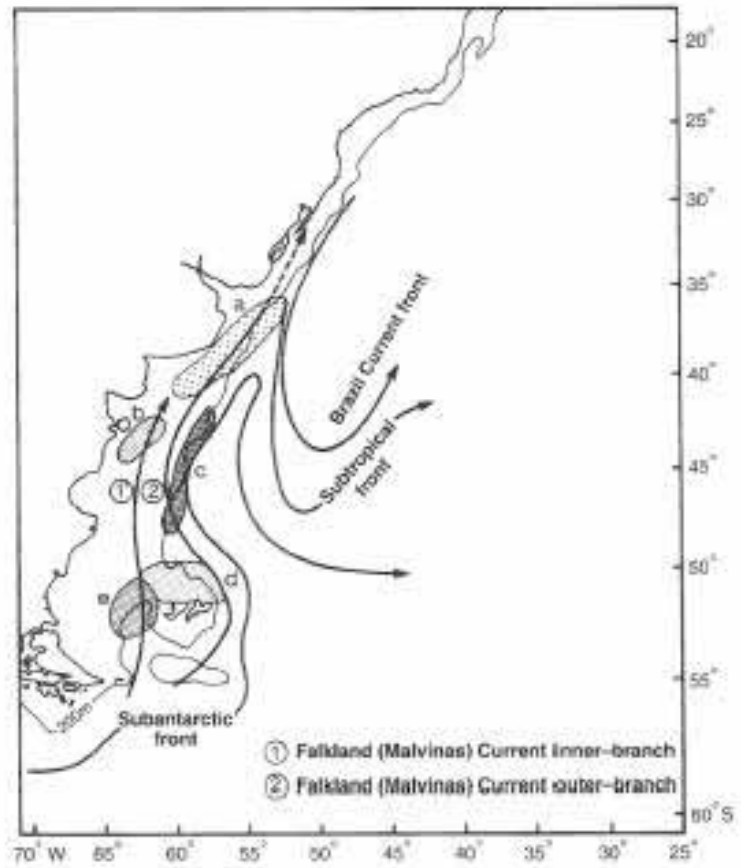 20°
25°
30°
35°
40°
45°
50°
55°
60°S
a
b
c
d
e
1
2
Brazil Current front
Subtropical
front
200m
Subantarctic
front
1 Falkland (Malvinas) Current inner-branch
2 Falkland (Malvinas) Current outer-branch
70° W
65°
60°
55°
50°
45°
40°
35°
30°
25°